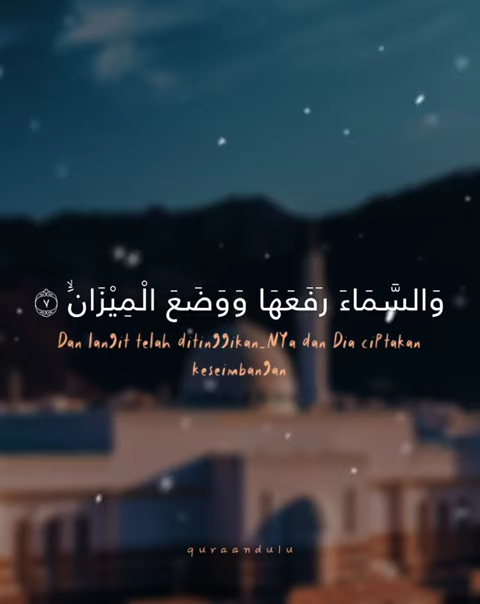 وَالسَّمَاۤءَ رَفَعَهَا وَوَضَعَ الْمِيْزَانَۙ ٧
Dan langit telah ditinggikan-NYa dan Dia ciptakan
keseimbangan
quraandulu